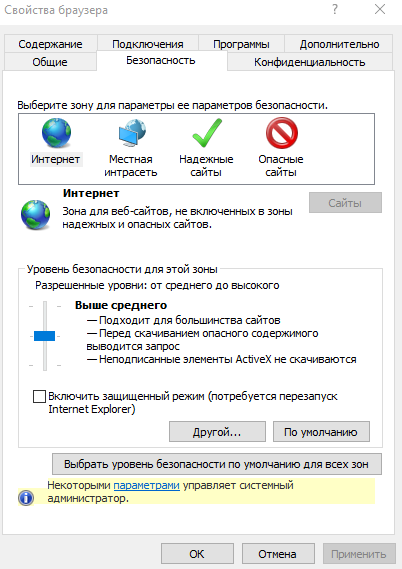 Свойства браузера
?
Содержание
Подключения
Программы
Дополнительно
Общие
Безопасность
Конфиденциальность
Выберите зону для параметры ее параметров безопасности.
Интернет
Местная
интрасеть
Надежные
сайты
Опасные
сайты
Интернет
Зона для веб-сайтов, не включенных в зоны
надежных и опасных сайтов.
Сайты
Уровень безопасности для этой зоны
Разрешенные уровни: от среднего до высокого
Выше среднего
— Подходит для большинства сайтов
— Перед скачиванием опасного содержимого
выводится запрос
— Неподписанные элементы ActiveX не скачиваются
Включить защищенный режим (потребуется перезапуск
Internet Explorer)
Другой...
По умолчанию
Выбрать уровень безопасности по умолчанию для всех зон
Некоторыми параметрами управляет системный
администратор.
ОК
Отмена
Применить